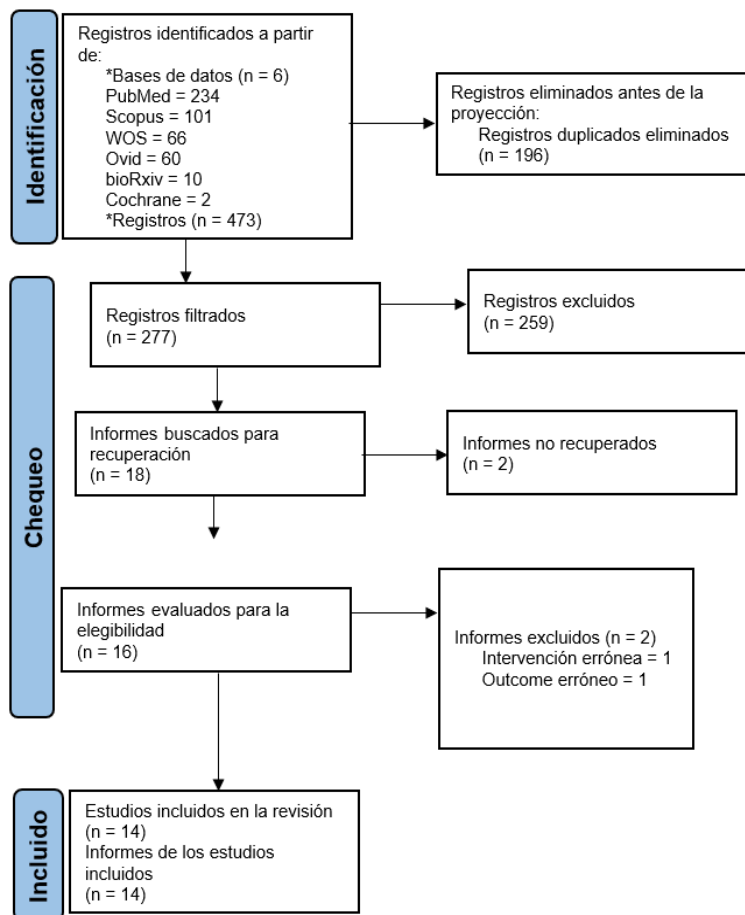 Identificación
Registros identificados a partir
de:
*Bases de datos (n = 6)
PubMed = 234
Scopus = 101
WOS = 66
Ovid = 60
bioRxiv = 10
Cochrane = 2
*Registros (n = 473)
Registros eliminados antes de la
proyección:
Registros duplicados eliminados
(n = 196)
Chequeo
Registros filtrados
(n = 277)
Registros excluidos
(n = 259)
Informes buscados para
recuperación
(n = 18)
Informes no recuperados
(n = 2)
Informes evaluados para la
elegibilidad
(n = 16)
Informes excluidos (n = 2)
Intervención errónea = 1
Outcome erróneo = 1
Incluido
Estudios incluidos en la revisión
(n = 14)
Informes de los estudios
incluidos
(n = 14)